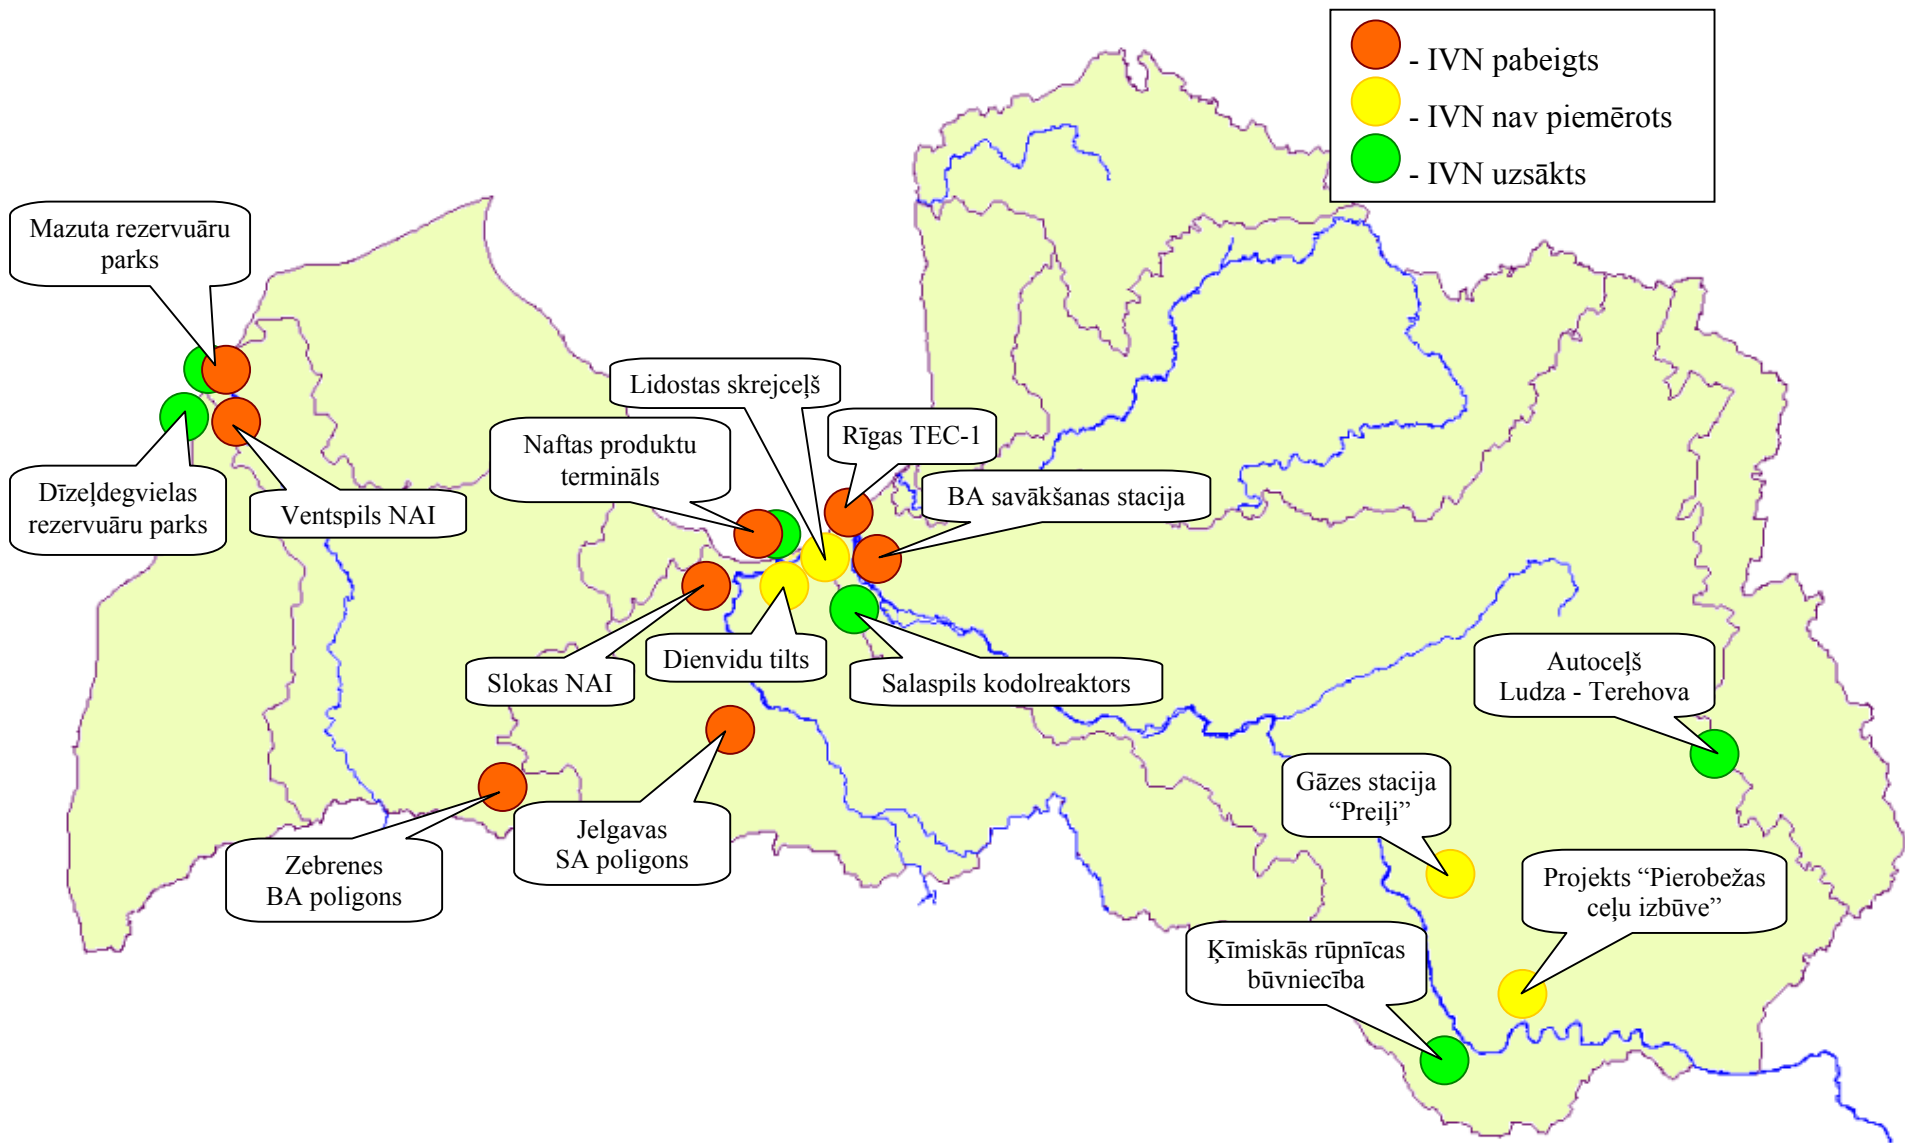 - IVN pabeigts
- IVN nav piemērots
- IVN uzsākts
Mazuta rezervuāru
parks
Lidostas skrejceļš
Rīgas TEC-1
Naftas produktu
termināls
BA savākšanas stacija
Dīzeļdegvielas
rezervuāru parks
Ventspils NAI
Slokas NAI
Dienvidu tilts
Salaspils kodolreaktors
Autoceļš
Ludza - Terehova
Gāzes stacija
“Preiļi”
Jelgavas
SA poligons
Zebrenes
BA poligons
Projekts “Pierobežas
ceļu izbūve”
Ķīmiskās rūpnīcas
būvniecība